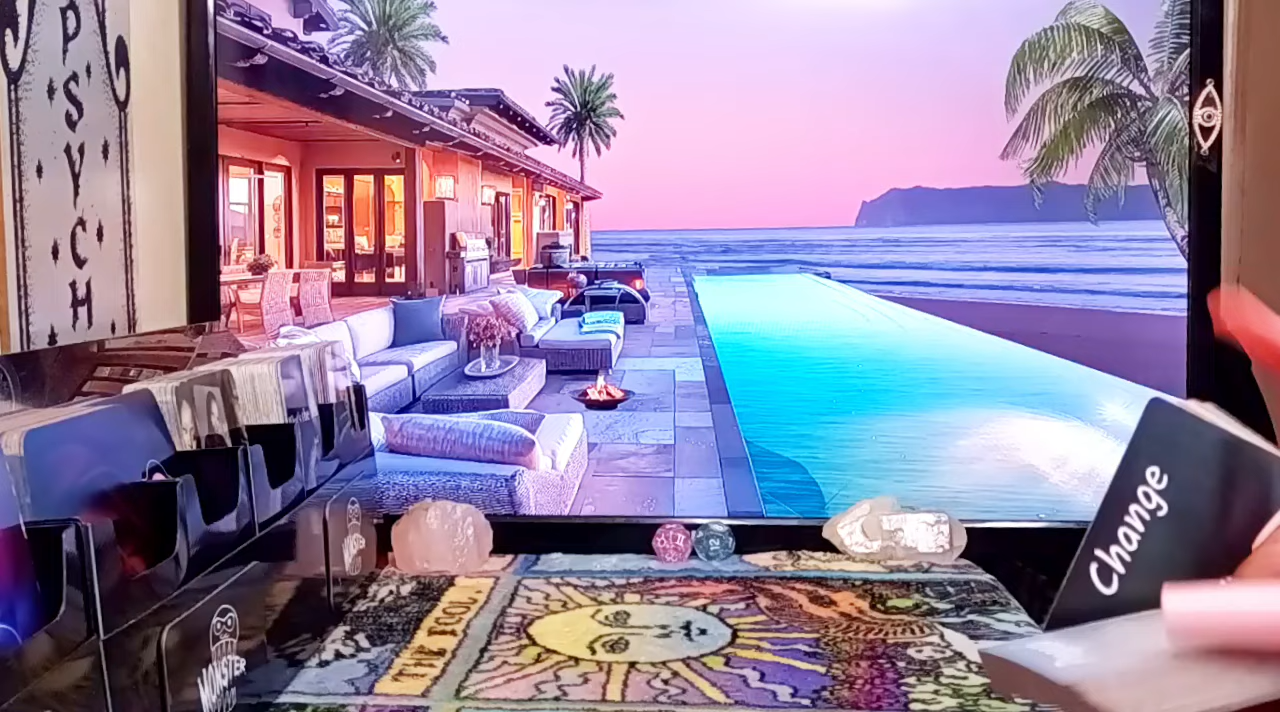 PSYCH
Change
THE FOOL
MONSTER
MONSTER